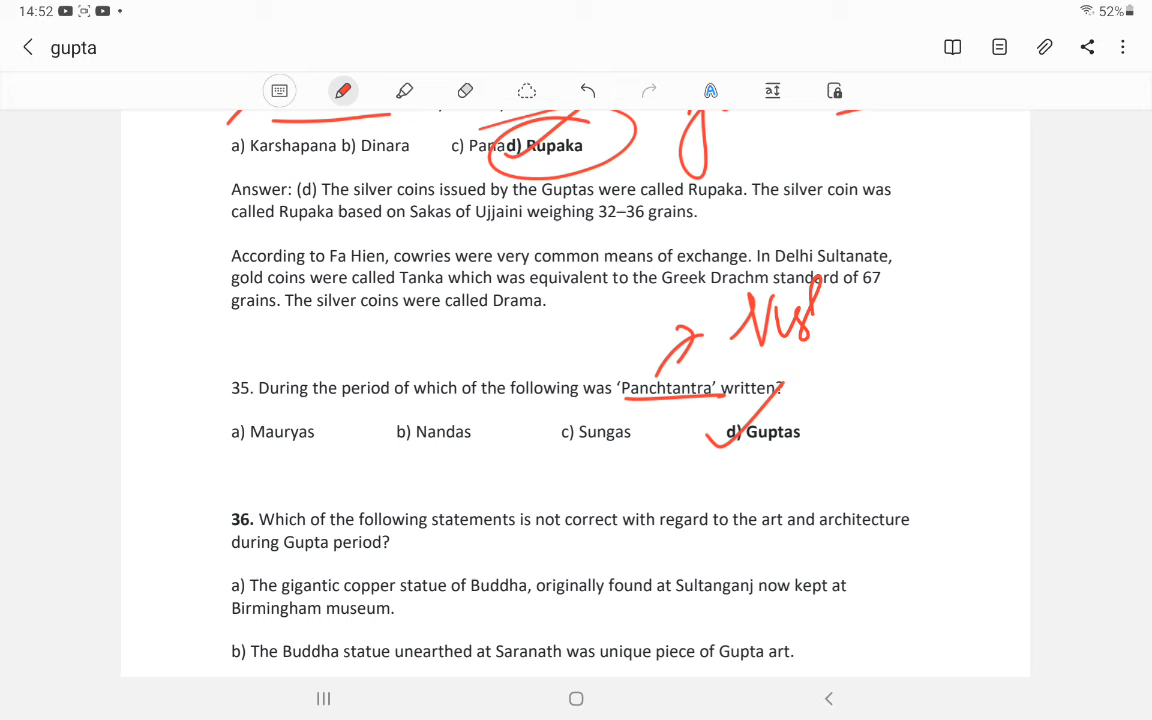 14:52
52%
gupta
a) Karshapana b) Dinara c) Pana d) Rupaka
Answer: (d) The silver coins issued by the Guptas were called Rupaka. The silver coin was
called Rupaka based on Sakas of Ujjaini weighing 32–36 grains.
According to Fa Hien, cowries were very common means of exchange. In Delhi Sultanate,
gold coins were called Tanka which was equivalent to the Greek Drachm standard of 67
grains. The silver coins were called Drama.
35. During the period of which of the following was ‘Panchtantra’ written?
a) Mauryas b) Nandas c) Sungas d) Guptas
36. Which of the following statements is not correct with regard to the art and architecture
during Gupta period?
a) The gigantic copper statue of Buddha, originally found at Sultanganj now kept at
Birmingham museum.
b) The Buddha statue unearthed at Saranath was unique piece of Gupta art.